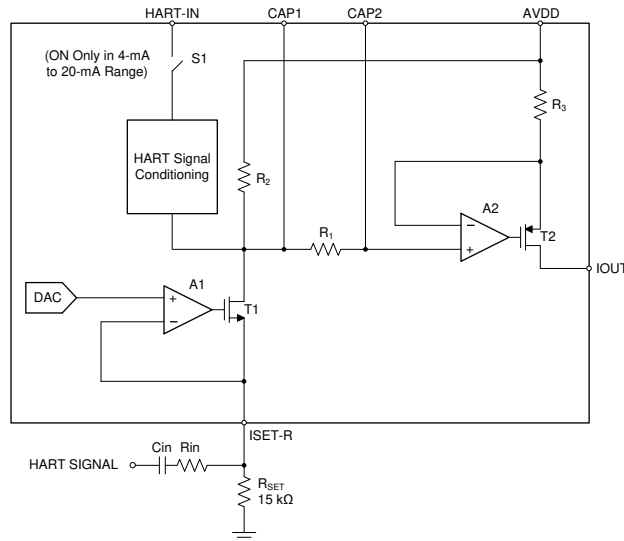 HART-IN
CAP1
CAP2
AVDD
(ON Only in 4-mA
to 20-mA Range)
S1
R3
HART Signal
Conditioning
R2
A2
R1
−
+
T2
IOUT
A1
DAC
+
−
T1
ISET-R
Cin
Rin
HART SIGNAL
RSET
15 kΩ